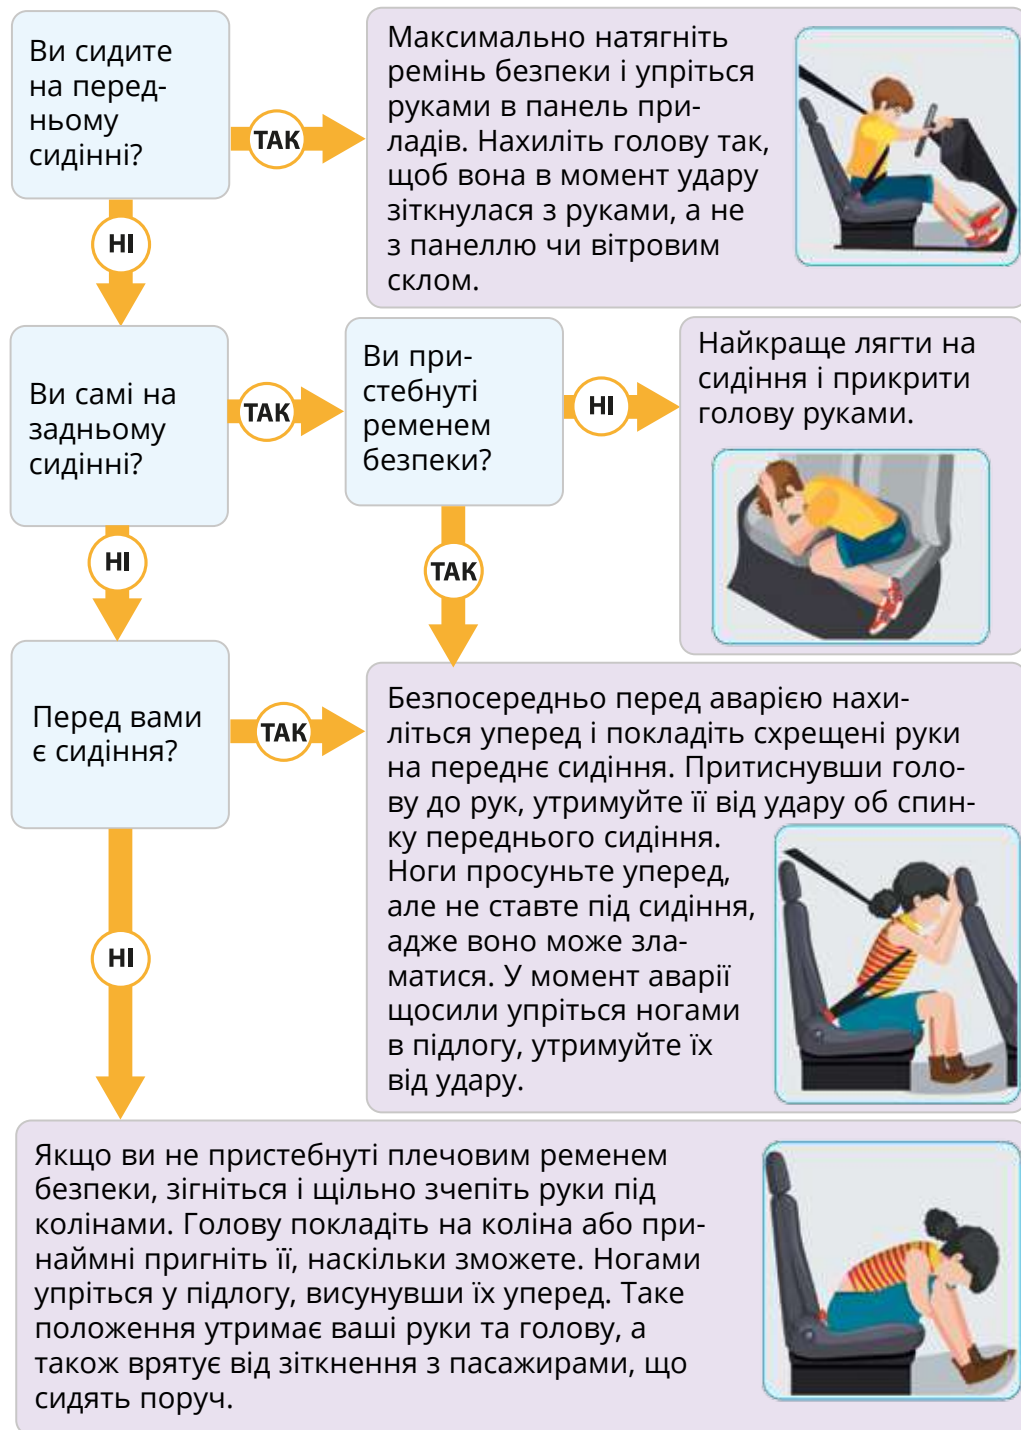 Ви сидите
на перед-
ньому
сидінні?
ТАК
Максимально натягніть
ремінь безпеки і упріться
руками в панель при-
ладів. Нахиліть голову так,
щоб вона в момент удару
зіткнулася з руками, а не
з панеллю чи вітровим
склом.
НІ
Ви самі на
задньому
сидінні?
ТАК
Ви при-
стебнуті
ременем
безпеки?
НІ
Найкраще лягти на
сидіння і прикрити
голову руками.
НІ
ТАК
Перед вами
є сидіння?
ТАК
Безпосередньо перед аварією нахи-
літься уперед і покладіть схрещені руки
на переднє сидіння. Притиснувши голо-
ву до рук, утримуйте її від удару об спин-
ку переднього сидіння.
Ноги просуньте уперед,
але не ставте під сидіння,
адже воно може зла-
матися. У момент аварії
щосили упріться ногами
в підлогу, утримуйте їх
від удару.
НІ
Якщо ви не пристебнуті плечовим ременем
безпеки, зігніться і щільно зчепіть руки під
колінами. Голову покладіть на коліна або при-
наймні пригніть її, наскільки зможете. Ногами
упріться у підлогу, висунувши їх уперед. Таке
положення утримає ваші руки та голову, а
також врятує від зіткнення з пасажирами, що
сидять поруч.